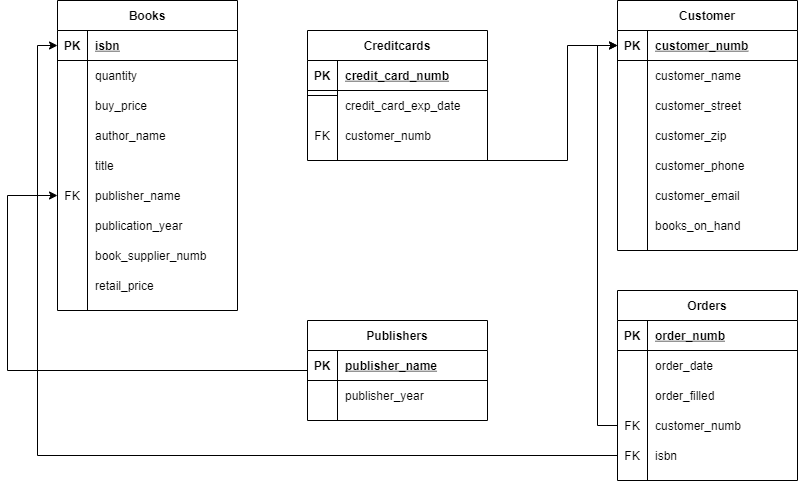 Books
PK isbn
quantity
buy_price
author_name
title
FK publisher_name
publication_year
book_supplier_numb
retail_price
Creditcards
PK credit_card_numb
credit_card_exp_date
FK customer_numb
Customer
PK customer_numb
customer_name
customer_street
customer_zip
customer_phone
customer_email
books_on_hand
Publishers
PK publisher_name
publisher_year
Orders
PK order_numb
order_date
order_filled
FK customer_numb
FK isbn